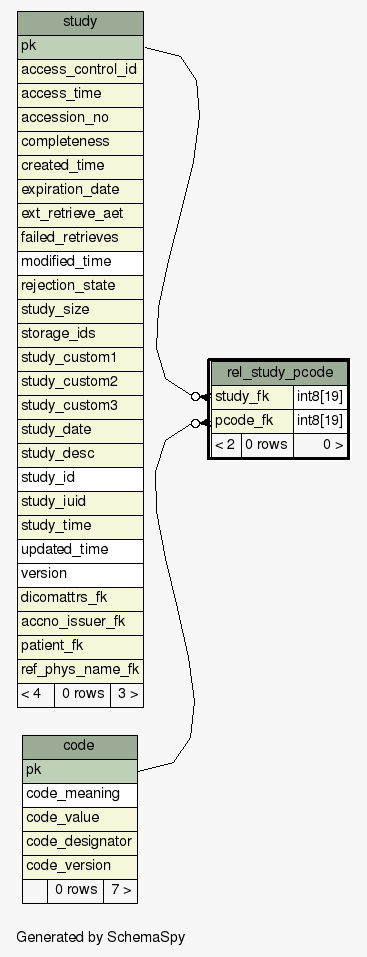 study
pk
access_control_id
access_time
accession_no
completeness
created_time
expiration_date
ext_retrieve_aet
failed_retrieves
modified_time
rejection_state
study_size
storage_ids
study_custom1
study_custom2
study_custom3
study_date
study_desc
study_id
study_iuid
study_time
updated_time
version
dicomattrs_fk
accno_issuer_fk
patient_fk
ref_phys_name_fk
< 4 0 rows 3 >
rel_study_pcode
study_fk int8[19]
pcode_fk int8[19]
< 2 0 rows 0 >
code
pk
code_meaning
code_value
code_designator
code_version
0 rows 7 >
Generated by SchemaSpy